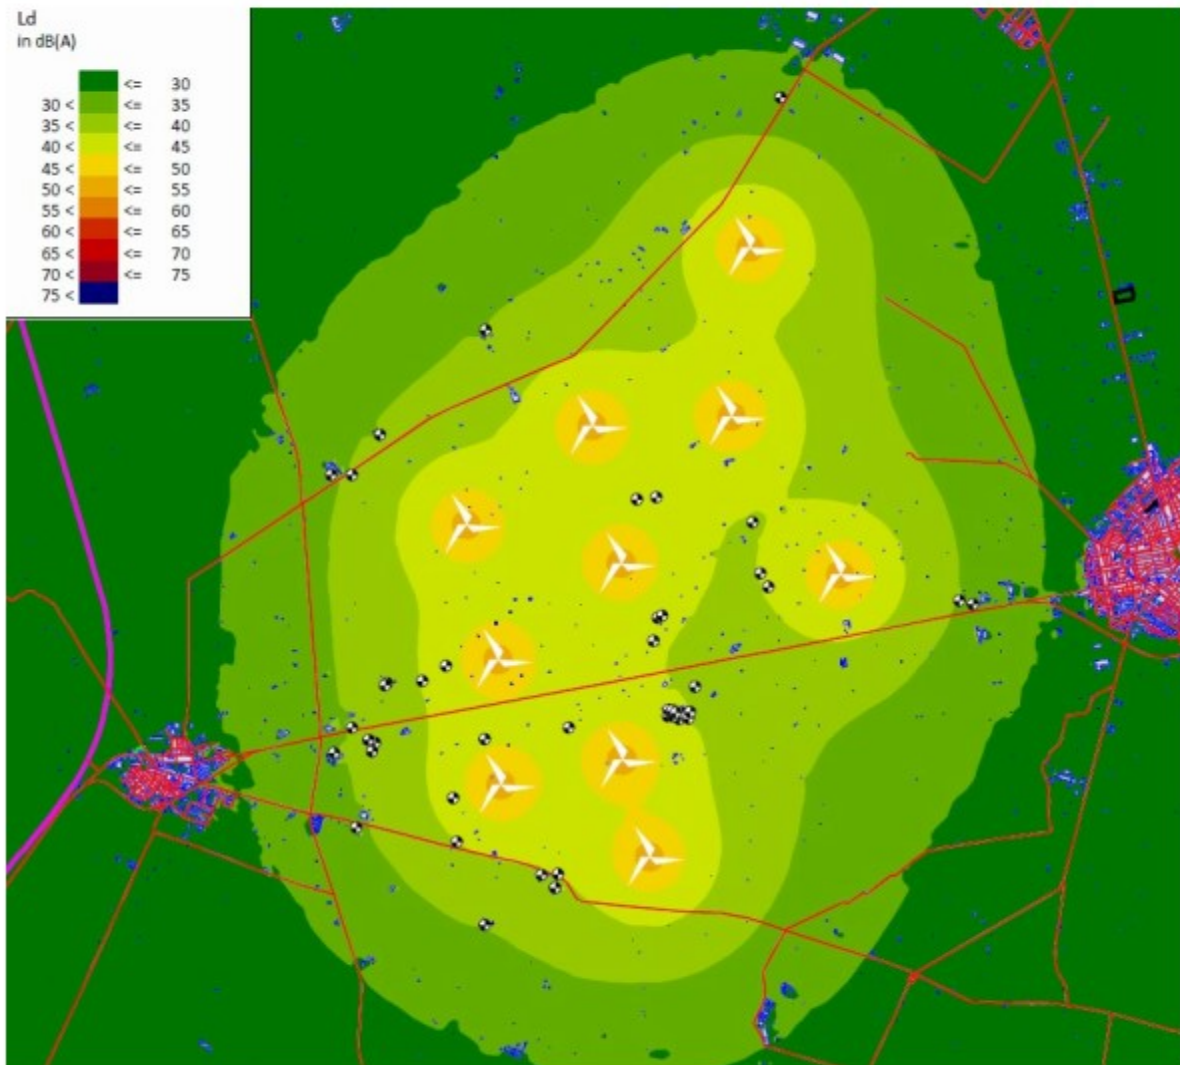 Ld
in dB(A)
<= 30
30 < <= 35
35 < <= 40
40 < <= 45
45 < <= 50
50 < <= 55
55 < <= 60
60 < <= 65
65 < <= 70
70 < <= 75
75 <